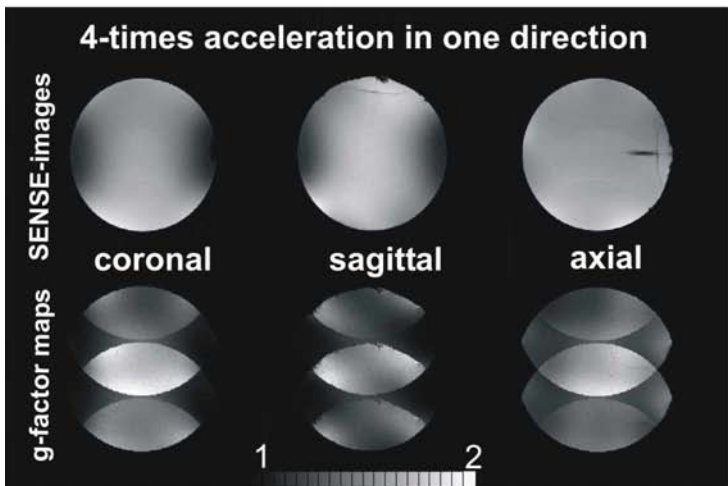 4-times acceleration in one direction
SENSE-images
coronal sagittal axial
g-factor maps
1 2